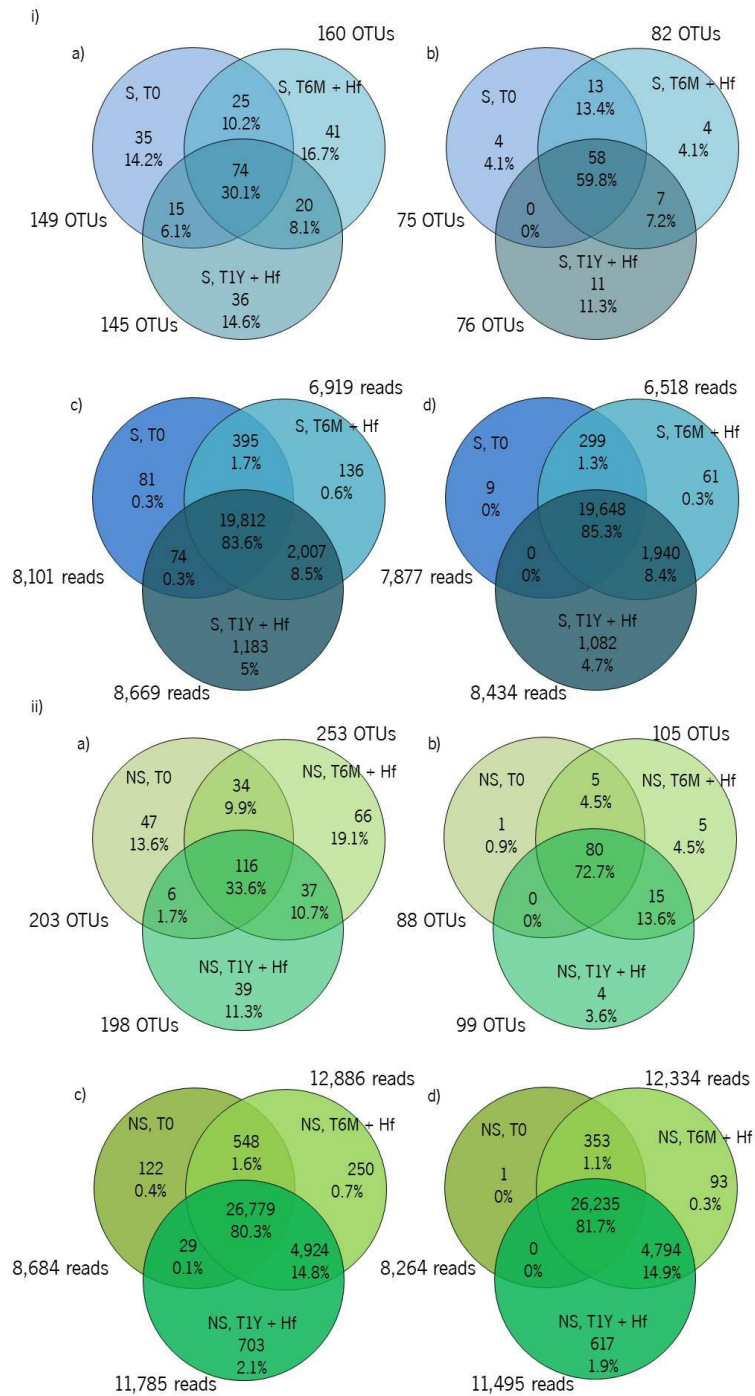 i)
a)
160 OTUs
S, T0
25
10.2%
S, T6M + Hf
35
14.2%
41
16.7%
74
30.1%
15
6.1%
20
8.1%
149 OTUs
S, T1Y + Hf
36
14.6%
145 OTUs
b)
82 OTUs
S, T0
13
13.4%
S, T6M + Hf
4
4.1%
4
4.1%
58
59.8%
0
0%
7
7.2%
75 OTUs
S, T1Y + Hf
11
11.3%
76 OTUs
c)
6,919 reads
S, T0
395
1.7%
S, T6M + Hf
81
0.3%
136
0.6%
19,812
83.6%
74
0.3%
2,007
8.5%
8,101 reads
S, T1Y + Hf
1,183
5%
8,669 reads
d)
6,518 reads
S, T0
299
1.3%
S, T6M + Hf
9
0%
61
0.3%
19,648
85.3%
0
0%
1,940
8.4%
7,877 reads
S, T1Y + Hf
1,082
4.7%
8,434 reads
ii)
a)
253 OTUs
NS, T0
34
9.9%
NS, T6M + Hf
47
13.6%
66
19.1%
116
33.6%
6
1.7%
37
10.7%
203 OTUs
NS, T1Y + Hf
39
11.3%
198 OTUs
b)
105 OTUs
NS, T0
5
4.5%
NS, T6M + Hf
1
0.9%
5
4.5%
80
72.7%
0
0%
15
13.6%
88 OTUs
NS, T1Y + Hf
4
3.6%
99 OTUs
c)
12,886 reads
NS, T0
548
1.6%
NS, T6M + Hf
122
0.4%
250
0.7%
26,779
80.3%
29
0.1%
4,924
14.8%
8,684 reads
NS, T1Y + Hf
703
2.1%
11,785 reads
d)
12,334 reads
NS, T0
353
1.1%
NS, T6M + Hf
1
0%
93
0.3%
26,235
81.7%
0
0%
4,794
14.9%
8,264 reads
NS, T1Y + Hf
617
1.9%
11,495 reads